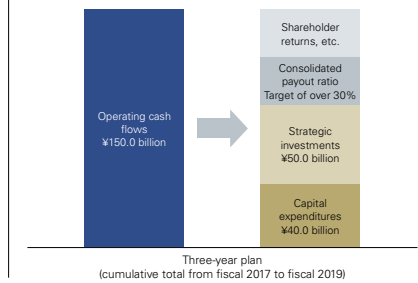 Operating cash
flows
¥150.0 billion
Shareholder
returns, etc.
Consolidated
payout ratio
Target of over 30%
Strategic
investments
¥50.0 billion
Capital
expenditures
¥40.0 billion
Three-year plan
(cumulative total from fiscal 2017 to fiscal 2019)